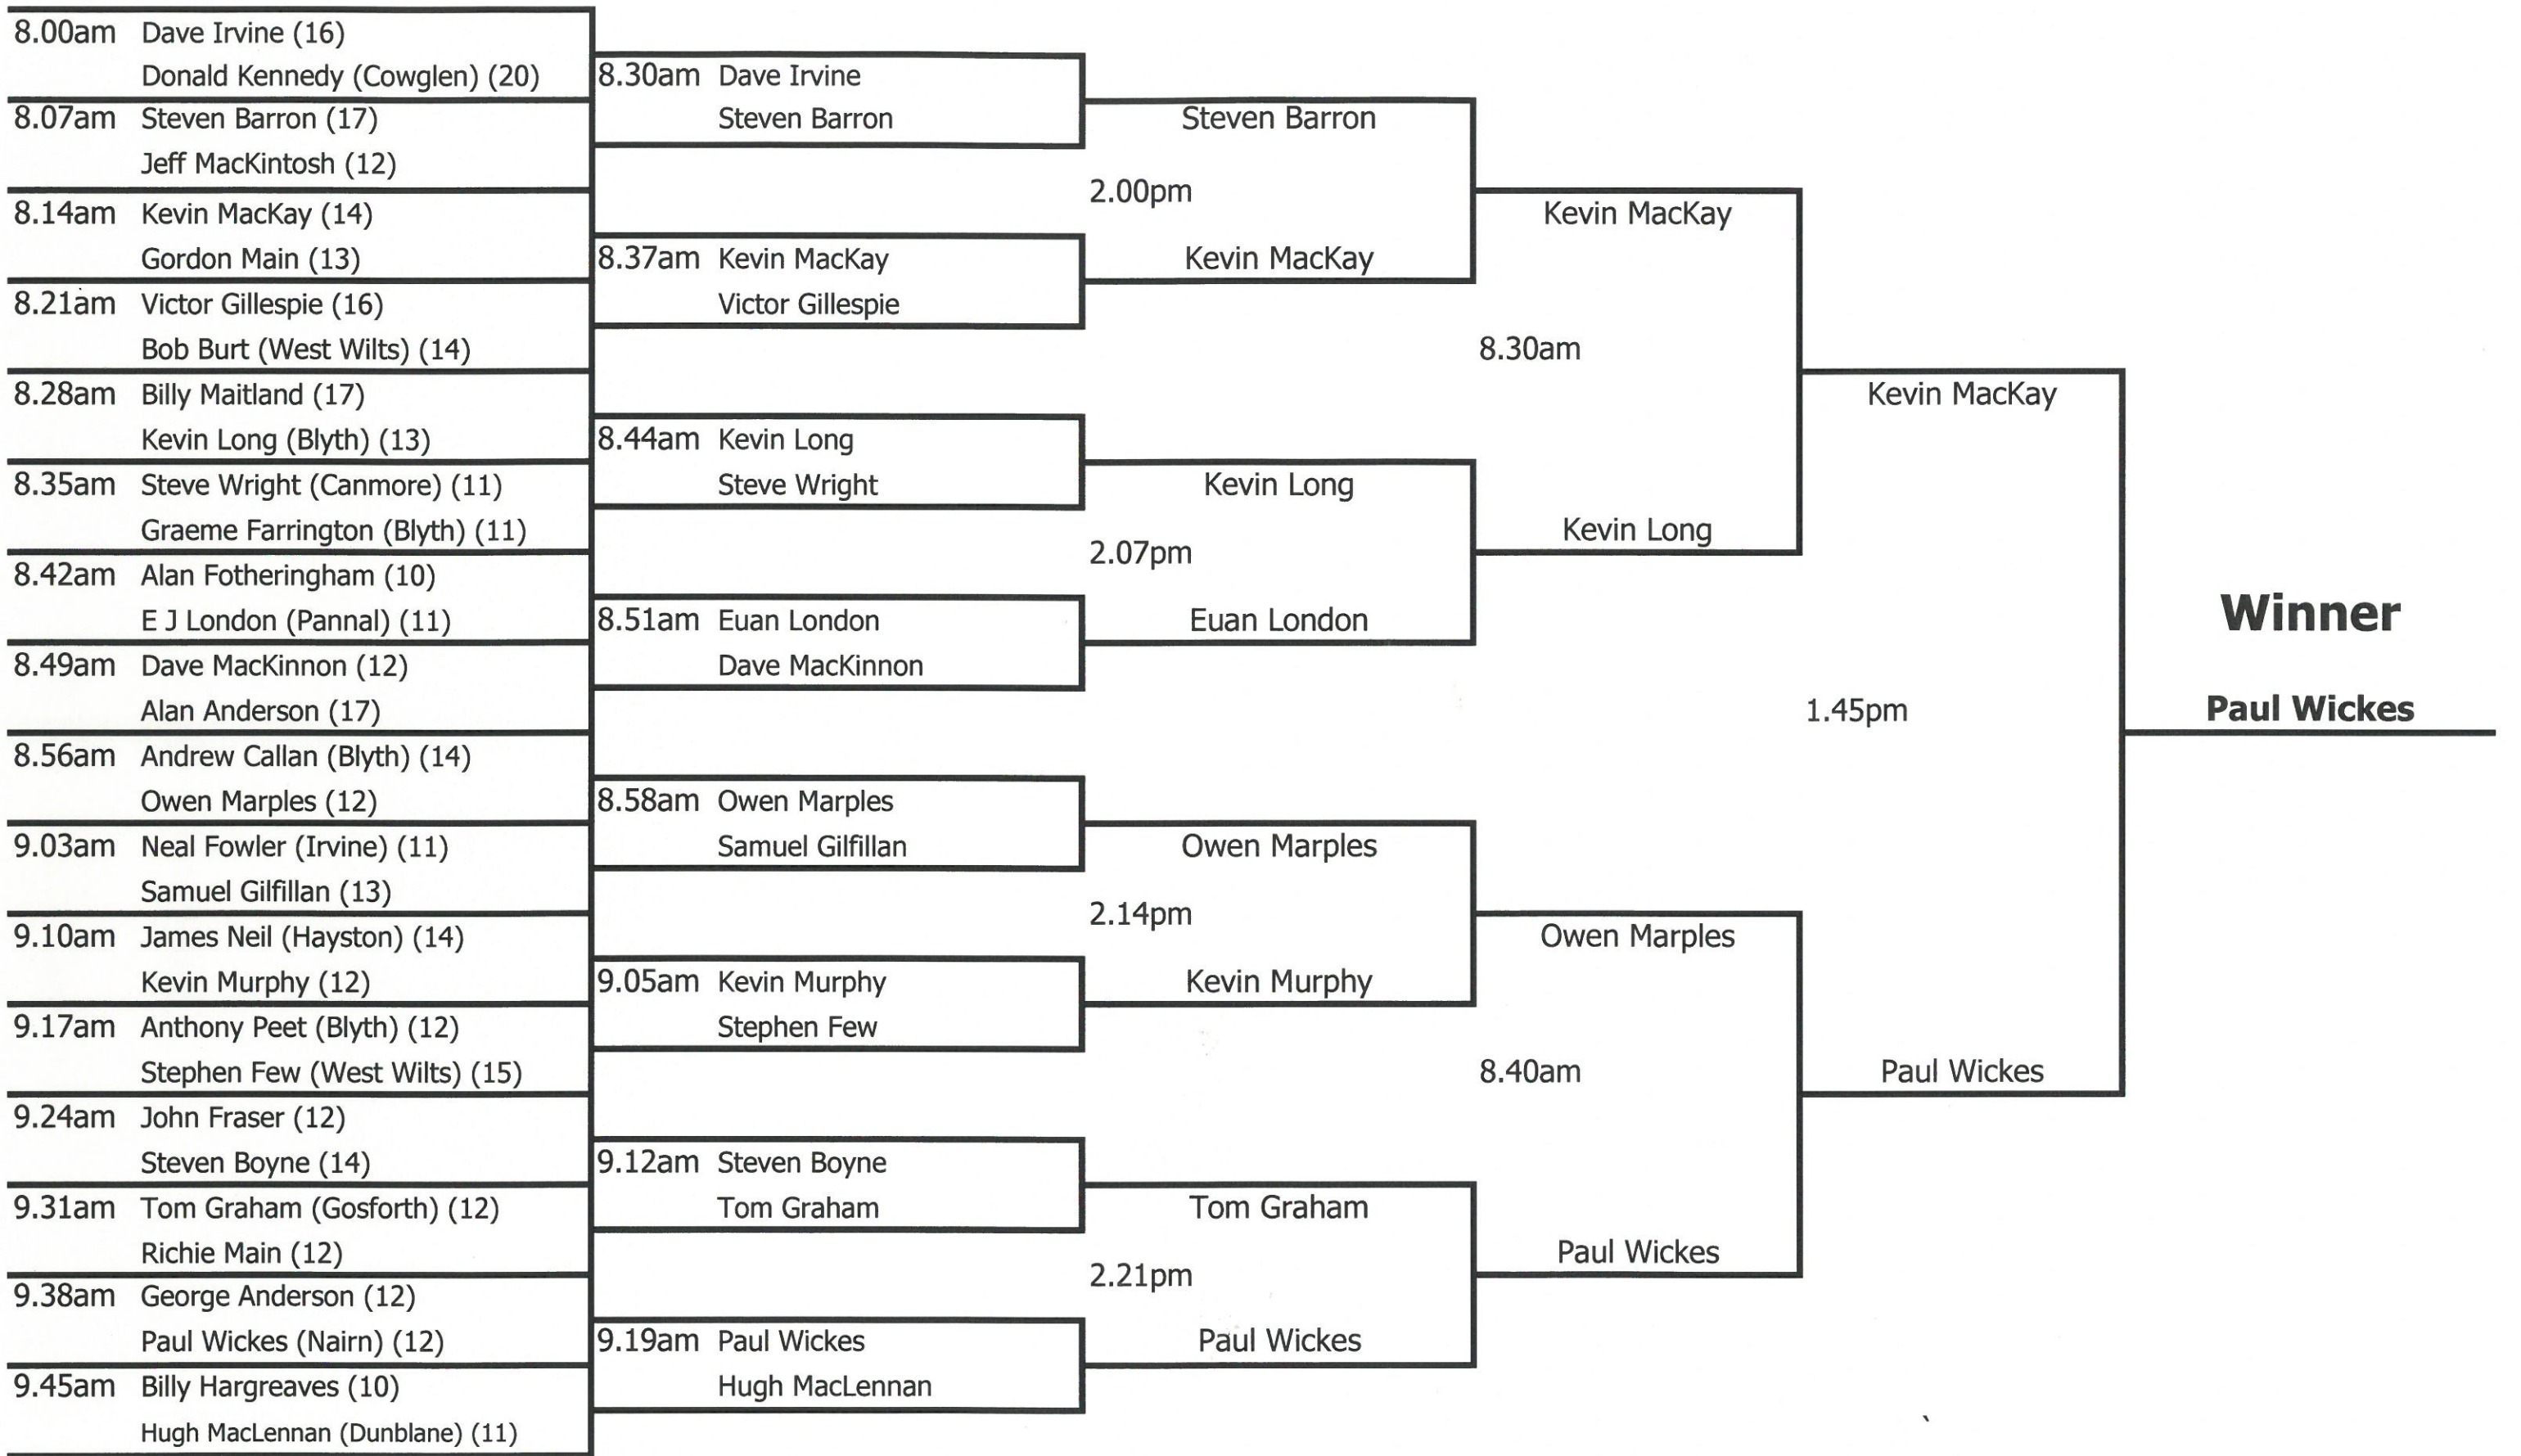 8.00am Dave Irvine (16)
Donald Kennedy (Cowglen) (20)
8.07am Steven Barron (17)
Jeff MacKintosh (12)
8.14am Kevin MacKay (14)
Gordon Main (13)
8.21am Victor Gillespie (16)
Bob Burt (West Wilts) (14)
8.28am Billy Maitland (17)
Kevin Long (Blyth) (13)
8.35am Steve Wright (Canmore) (11)
Graeme Farrington (Blyth) (11)
8.42am Alan Fotheringham (10)
E J London (Pannal) (11)
8.49am Dave MacKinnon (12)
Alan Anderson (17)
8.56am Andrew Callan (Blyth) (14)
Owen Marples (12)
9.03am Neal Fowler (Irvine) (11)
Samuel Gilfillan (13)
9.10am James Neil (Hayston) (14)
Kevin Murphy (12)
9.17am Anthony Peet (Blyth) (12)
Stephen Few (West Wilts) (15)
9.24am John Fraser (12)
Steven Boyne (14)
9.31am Tom Graham (Gosforth) (12)
Richie Main (12)
9.38am George Anderson (12)
Paul Wickes (Nairn) (12)
9.45am Billy Hargreaves (10)
Hugh MacLennan (Dunblane) (11)
8.30am Dave Irvine
Steven Barron
8.37am Kevin MacKay
Victor Gillespie
8.44am Kevin Long
Steve Wright
8.51am Euan London
Dave MacKinnon
8.58am Owen Marples
Samuel Gilfillan
9.05am Kevin Murphy
Stephen Few
9.12am Steven Boyne
Tom Graham
9.19am Paul Wickes
Hugh MacLennan
Steven Barron
2.00pm
Kevin MacKay
Kevin Long
2.07pm
Euan London
Owen Marples
2.14pm
Kevin Murphy
Tom Graham
2.21pm
Paul Wickes
Kevin MacKay
8.30am
Kevin Long
Owen Marples
8.40am
Paul Wickes
Kevin MacKay
1.45pm
Paul Wickes
Winner
Paul Wickes